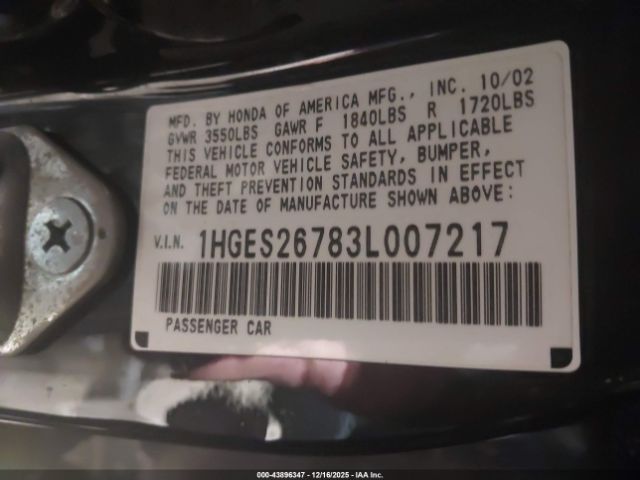 MFD. BY HONDA OF AMERICA MFG., INC. 10/02
GVWR 3550LBS GAWR F 1840LBS R 1720LBS
THIS VEHICLE CONFORMS TO ALL APPLICABLE
FEDERAL MOTOR VEHICLE SAFETY, BUMPER,
AND THEFT PREVENTION STANDARDS IN EFFECT
ON THE DATE OF MANUFACTURE SHOWN ABOVE:
V.I.N. 1HGES26783L007217
PASSENGER CAR
000-43896347 - 12/16/2025 - IAA Inc.